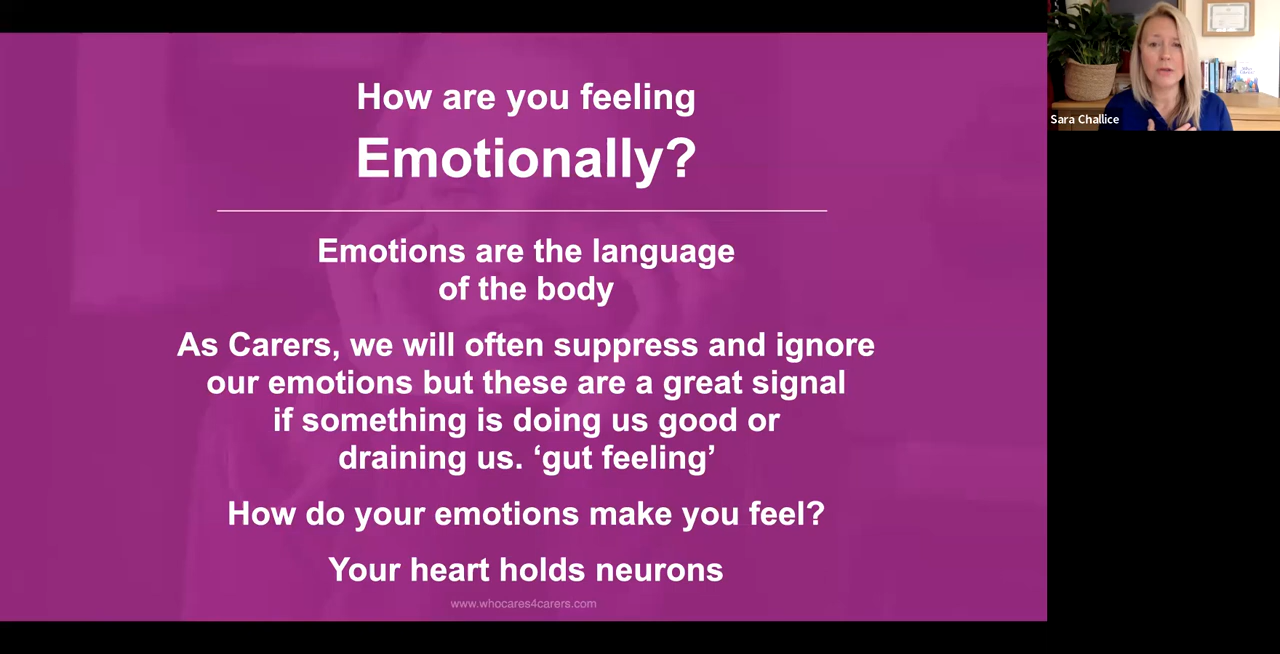 How are you feeling
Emotionally?
Emotions are the language
of the body
As Carers, we will often suppress and ignore
our emotions but these are a great signal
if something is doing us good or
draining us. ‘gut feeling’
How do your emotions make you feel?
Your heart holds neurons
www.whocares4carers.com
Sara Challice